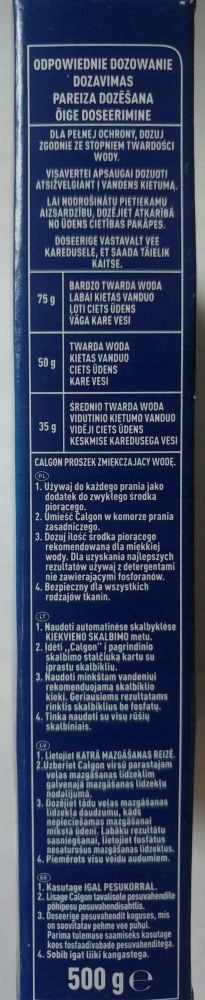 ODPOWIEDNIE DOZOWANIE
DOZAVIMAS
PAREIZA DOZĒŠANA
ÕIGE DOSEERIMINE
DLA PEŁNEJ OCHRONY, DOZUJ
ZGODNIE ZE STOPNIEM TWARDOŚCI
WODY.
VISAVERTEI APSAUGAI DOZUOTI
ATSIŽVELGIANT Į VANDENS KIETUMĄ.
LAI NODROŠINĀTU PIETIEKAMU
AIZSARDZĪBU, DOZĒJIET ATKARĪBĀ
NO ŪDENS CIETĪBAS PAKĀPES.
DOSEERIGE VASTAVALT VEE
KAREDUSELE, ET SAADA TÄIELIK
KAITSE.
75 g
BARDZO TWARDA WODA
LABAI KIETAS VANDUO
ĻOTI CIETS ŪDENS
VÄGA KARE VESI
50 g
TWARDA WODA
KIETAS VANDUO
CIETS ŪDENS
KARE VESI
35 g
ŚREDNIO TWARDA WODA
VIDUTINIO KIETUMO VANDUO
VIDĒJI CIETS ŪDENS
KESKMISE KAREDUSEGA VESI
CALGON PROSZEK ZMIĘKCZAJĄCY WODĘ.
PL
1. Używaj do każdego prania jako
dodatek do zwykłego środka
piorącego.
2. Umieść Calgon w komorze prania
zasadniczego.
3. Dozuj ilość środka piorącego
rekomendowaną dla miękkiej
wody. Dla uzyskania najlepszych
rezultatów używaj z detergentami
nie zawierającymi fosforanów.
4. Bezpieczny dla wszystkich
rodzajów tkanin.
LT
1. Naudoti automatinėse skalbyklėse
KIEKVIENO SKALBIMO metu.
2. Įdėti „Calgon" į pagrindinio
skalbimo stalčiuką kartu su
įprastu skalbikliu.
3. Naudoti minkštam vandeniui
rekomenduojamą skalbiklio
kiekį. Geriausiems rezultatams
rinktis skalbiklius be fosfatų.
4. Tinka naudoti su visų rūšių
skalbiniais.
LV
1. Lietojiet KATRĀ MAZGĀŠANAS REIZĒ.
2. Uzberiet Calgon virsū parastajam
veļas mazgāšanas līdzeklim
galvenajā mazgāšanas līdzekļu
nodalījumā.
3. Dozējiet tādu veļas mazgāšanas
līdzekļa daudzumu, kāds
nepieciešamas mazgāšanai
mīkstā ūdenī. Labāku rezultātu
sasniegšanai, lietojiet fosfātus
nesaturošus mazgāšanas līdzekļus.
4. Piemērots visu veidu audumiem.
EE
1. Kasutage IGAL PESUKORRAL.
2. Lisage Calgon tavalisele pesuvahendile
põhipesu pesuvahendisahtlis.
3. Doseerige pesuvahendit koguses, mis
on soovitatav pehme vee puhul.
Parima tulemuse saamiseks kasutage
koos fosfaadivabade pesuvahenditega.
4. Sobib igat liiki kangastega.
500 g ℮